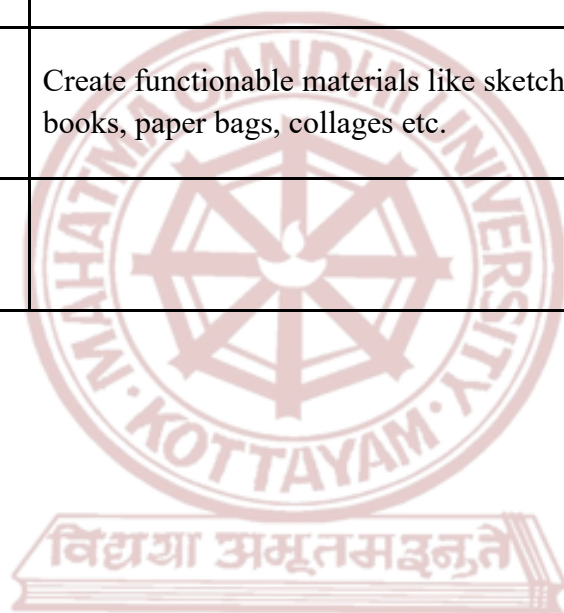 Create functionable materials like sketch
books, paper bags, collages etc.
MAHATMA GANDHI UNIVERSITY
KOTTAYAM
विद्यया अमृतमश्नुते